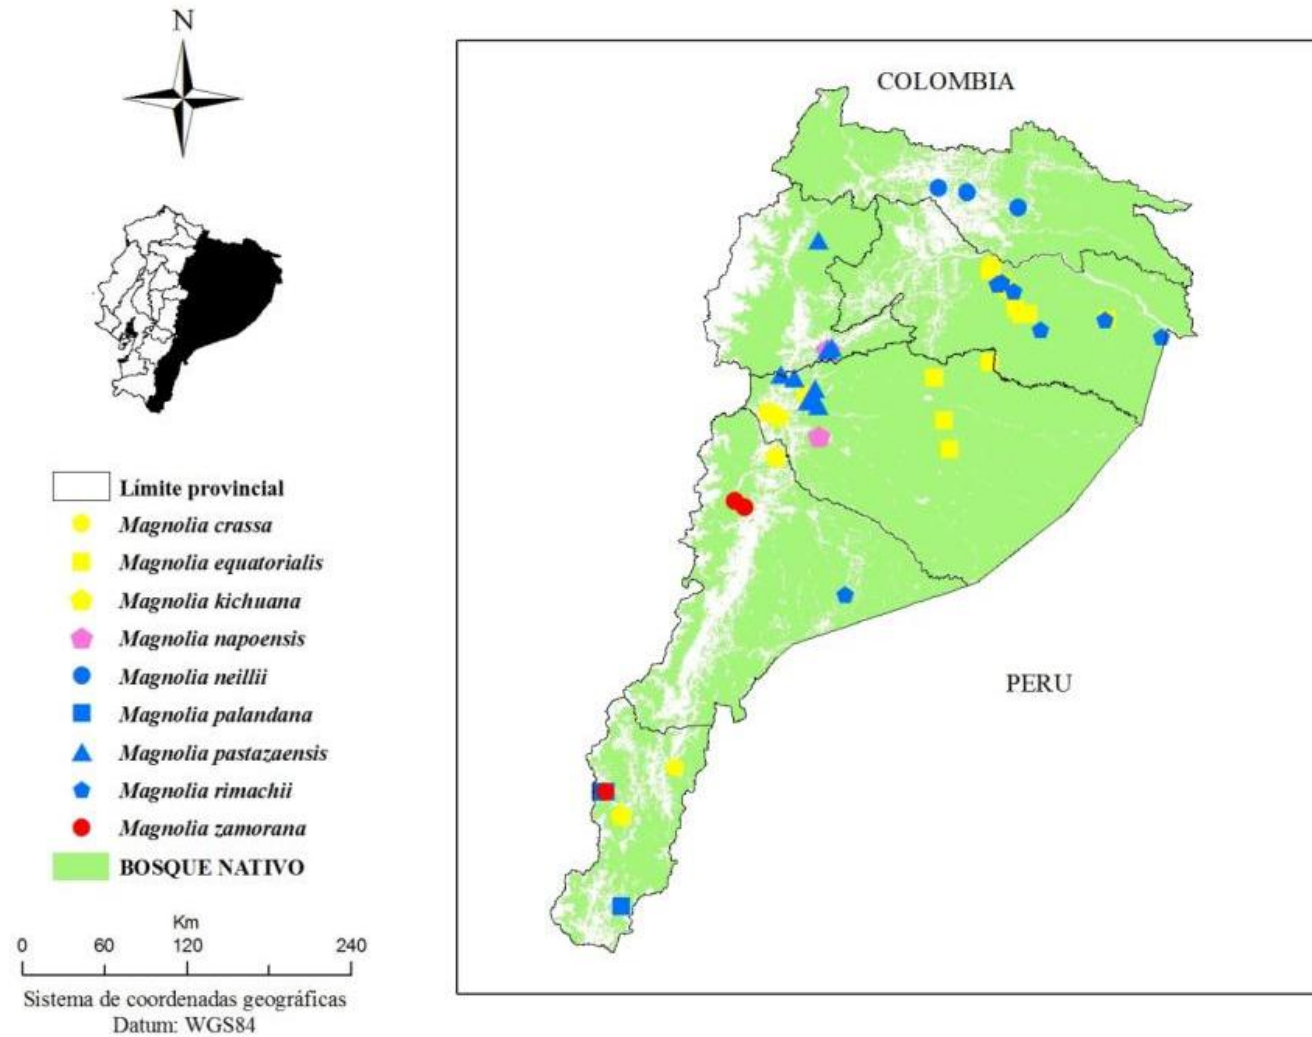 N
COLOMBIA
PERU
Límite provincial
Magnolia crassa
Magnolia equatorialis
Magnolia kichuana
Magnolia napoensis
Magnolia neillii
Magnolia palandana
Magnolia pastazaensis
Magnolia rimachii
Magnolia zamorana
BOSQUE NATIVO
Km
0 60 120 240
Sistema de coordenadas geográficas
Datum: WGS84